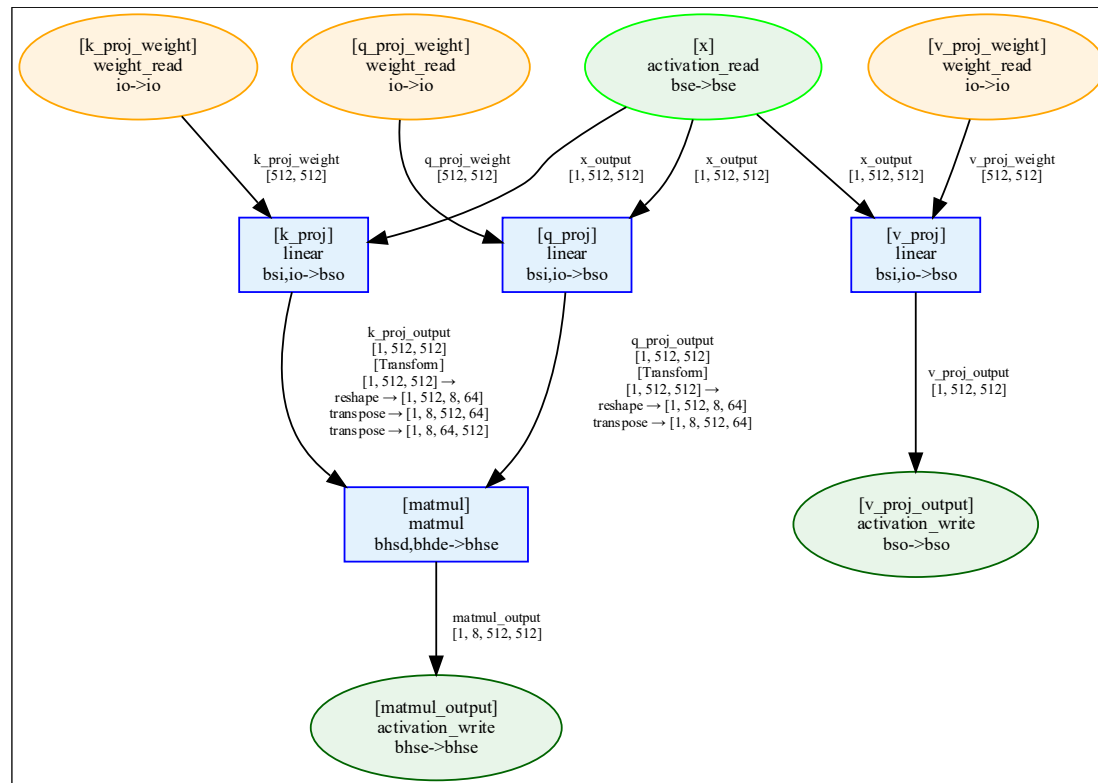 [k_proj_weight]
weight_read
io->io
[q_proj_weight]
weight_read
io->io
[x]
activation_read
bse->bse
[v_proj_weight]
weight_read
io->io
k_proj_weight
[512, 512]
q_proj_weight
[512, 512]
x_output
[1, 512, 512]
x_output
[1, 512, 512]
x_output
[1, 512, 512]
v_proj_weight
[512, 512]
[k_proj]
linear
bsi,io->bso
[q_proj]
linear
bsi,io->bso
[v_proj]
linear
bsi,io->bso
k_proj_output
[1, 512, 512]
[Transform]
[1, 512, 512] →
reshape → [1, 512, 8, 64]
transpose → [1, 8, 512, 64]
transpose → [1, 8, 64, 512]
q_proj_output
[1, 512, 512]
[Transform]
[1, 512, 512] →
reshape → [1, 512, 8, 64]
transpose → [1, 8, 512, 64]
v_proj_output
[1, 512, 512]
[matmul]
matmul
bhsd,bhde->bhse
[v_proj_output]
activation_write
bso->bso
matmul_output
[1, 8, 512, 512]
[matmul_output]
activation_write
bhse->bhse